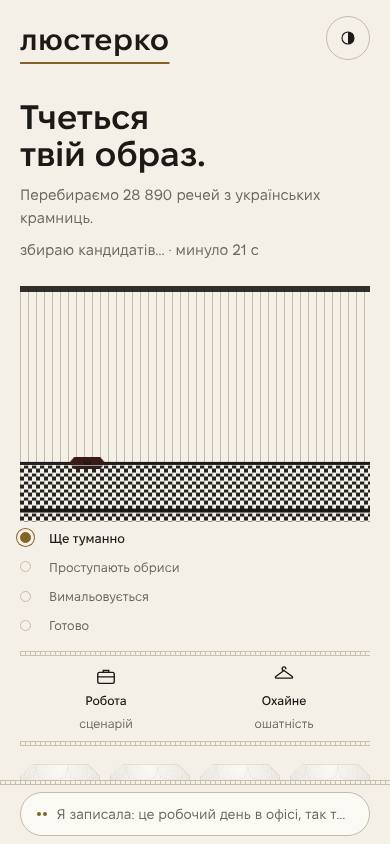 люстерко
Тчеться
твій образ.
Перебираємо 28 890 речей з українських
крамниць.
збираю кандидатів… · минуло 21 с
Ще туманно
Проступають обриси
Вимальовується
Готово
Робота
Охайне
сценарій
ошатність
Я записала: це робочий день в офісі, так т…